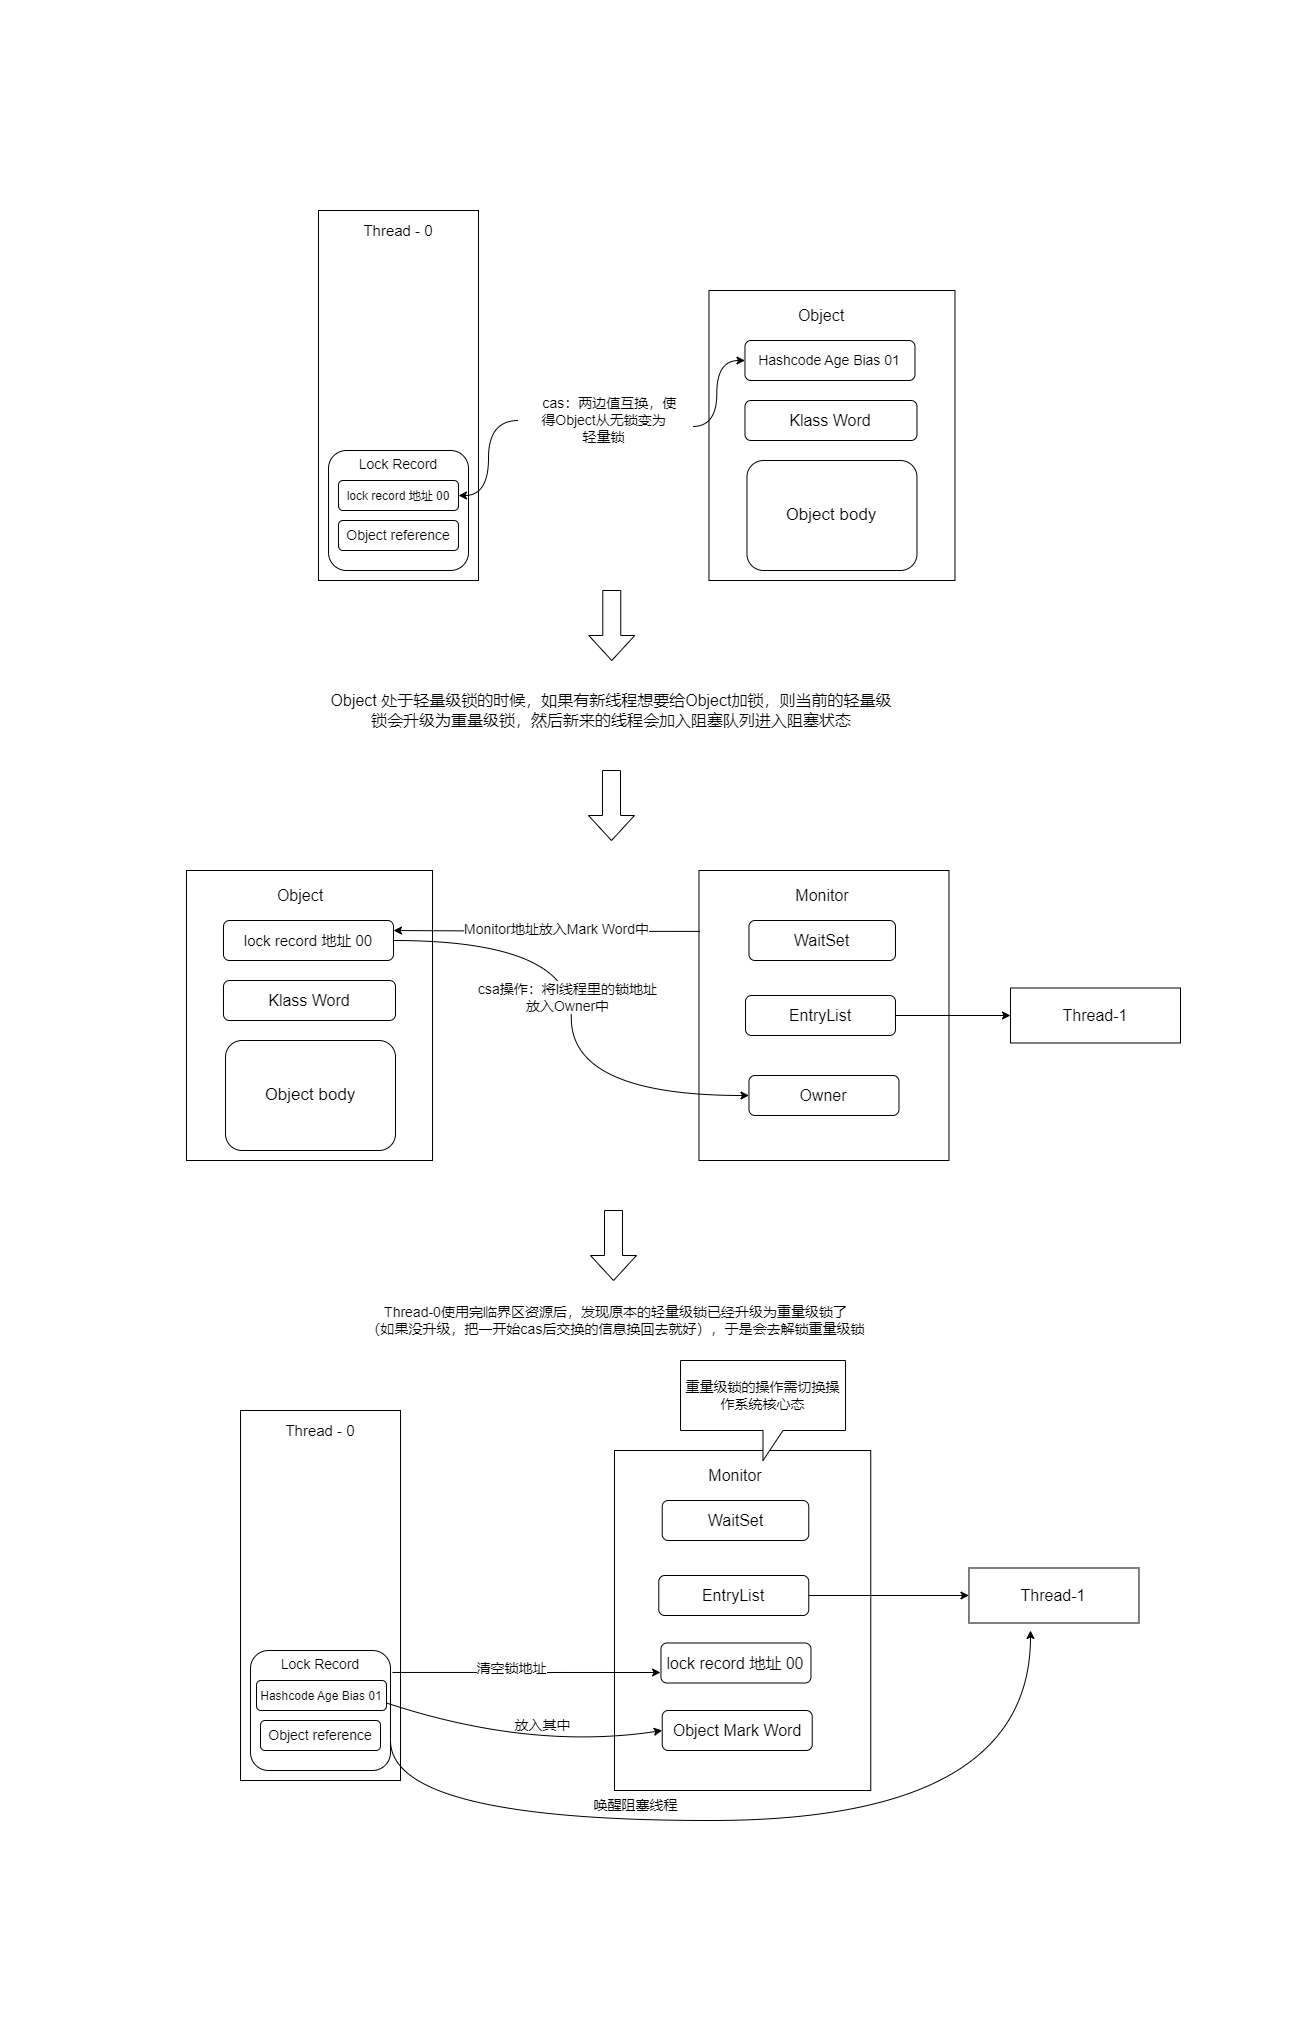 Thread - 0
Object
Hashcode Age Bias 01
cas：两边值互换，使
得Object从无锁变为
轻量锁
Klass Word
Lock Record
lock record 地址 00
Object body
Object reference
Object 处于轻量级锁的时候，如果有新线程想要给Object加锁，则当前的轻量级
锁会升级为重量级锁，然后新来的线程会加入阻塞队列进入阻塞状态
Object
Monitor
lock record 地址 00
Monitor地址放入Mark Word中
WaitSet
csa操作：将l线程里的锁地址
放入Owner中
Klass Word
EntryList
Thread-1
Object body
Owner
Thread-0使用完临界区资源后，发现原本的轻量级锁已经升级为重量级锁了
（如果没升级，把一开始cas后交换的信息换回去就好），于是会去解锁重量级锁
重量级锁的操作需切换操
作系统核心态
Thread - 0
Monitor
WaitSet
EntryList
Thread-1
Lock Record
清空锁地址
lock record 地址 00
Hashcode Age Bias 01
放入其中
Object Mark Word
Object reference
唤醒阻塞线程